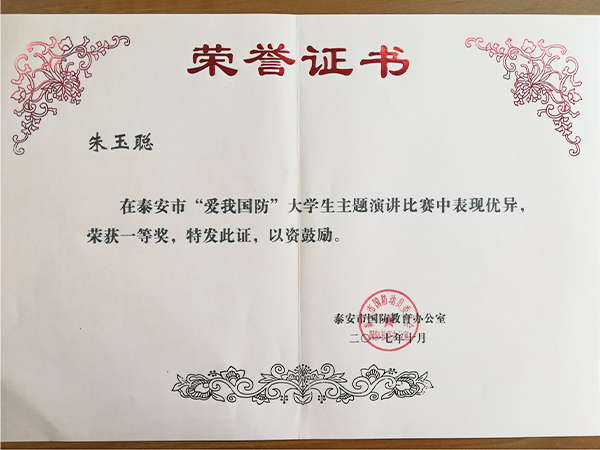 荣誉证书
朱玉聪
在泰安市“爱我国防”大学生主题演讲比赛中表现优异，
荣获一等奖，特发此证，以资鼓励。
泰安市国防教育办公室
二〇一七年十月